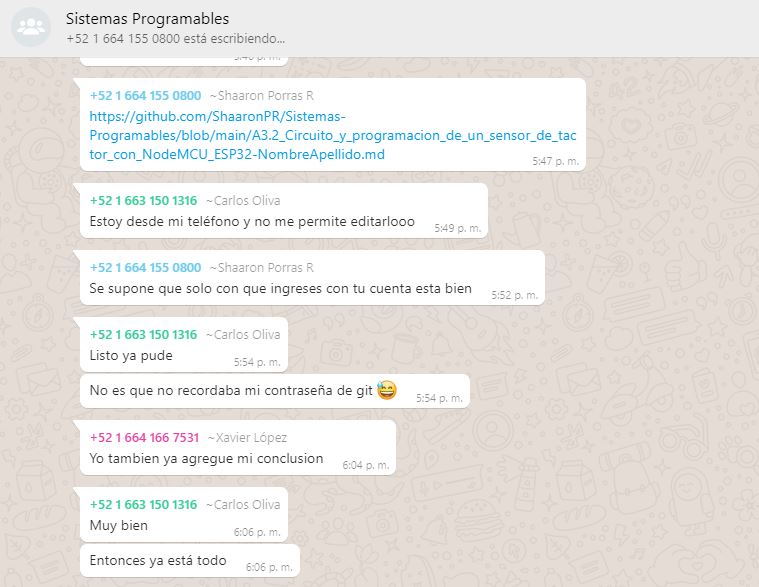 Sistemas Programables
+52 1 664 155 0800 está escribiendo...
+52 1 664 155 0800 ~Shaaron Porras R
https://github.com/ShaaronPR/Sistemas-
Programables/blob/main/A3.2_Circuito_y_programacion_de_un_sensor_de_tac
tor_con_NodeMCU_ESP32-NombreApellido.md
5:47 p. m.
+52 1 663 150 1316 ~Carlos Oliva
Estoy desde mi teléfono y no me permite editarlooo 5:49 p. m.
+52 1 664 155 0800 ~Shaaron Porras R
Se supone que solo con que ingreses con tu cuenta esta bien 5:52 p. m.
+52 1 663 150 1316 ~Carlos Oliva
Listo ya pude 5:54 p. m.
No es que no recordaba mi contraseña de git 😅 5:54 p. m.
+52 1 664 166 7531 ~Xavier López
Yo tambien ya agregue mi conclusion 6:04 p. m.
+52 1 663 150 1316 ~Carlos Oliva
Muy bien 6:06 p. m.
Entonces ya está todo 6:06 p. m.